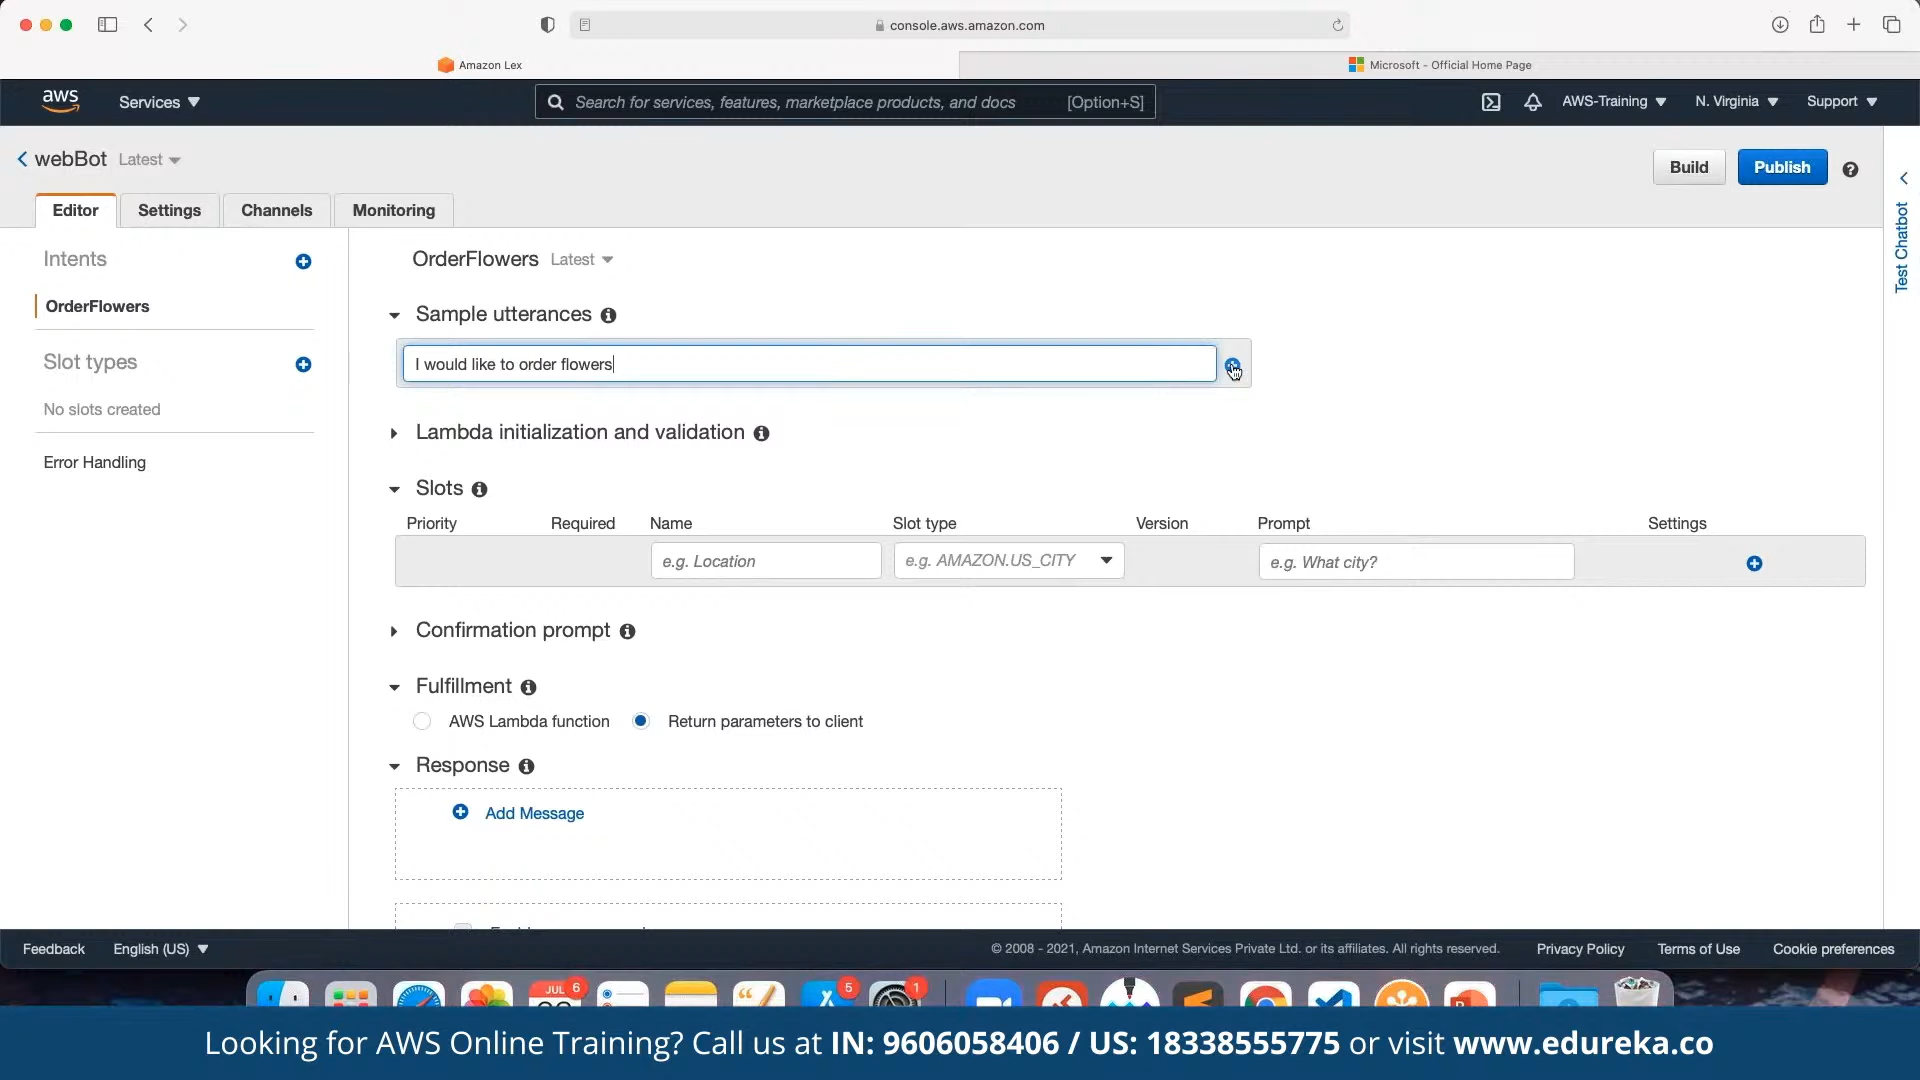 console.aws.amazon.com
Amazon Lex
Microsoft - Official Home Page
aws
Services
Search for services, features, marketplace products, and docs [Option+S]
AWS-Training
N. Virginia
Support
webBot Latest
Build
Publish
Editor
Settings
Channels
Monitoring
Test Chatbot
Intents
OrderFlowers
Slot types
No slots created
Error Handling
OrderFlowers Latest
Sample utterances
I would like to order flowers
Lambda initialization and validation
Slots
Priority Required Name Slot type Version Prompt Settings
e.g. Location
e.g. AMAZON.US_CITY
e.g. What city?
Confirmation prompt
Fulfillment
AWS Lambda function
Return parameters to client
Response
Add Message
Feedback
English (US)
© 2008 - 2021, Amazon Internet Services Private Ltd. or its affiliates. All rights reserved.
Privacy Policy
Terms of Use
Cookie preferences
JUL 6
5
1
Looking for AWS Online Training? Call us at IN: 9606058406 / US: 18338555775 or visit www.edureka.co